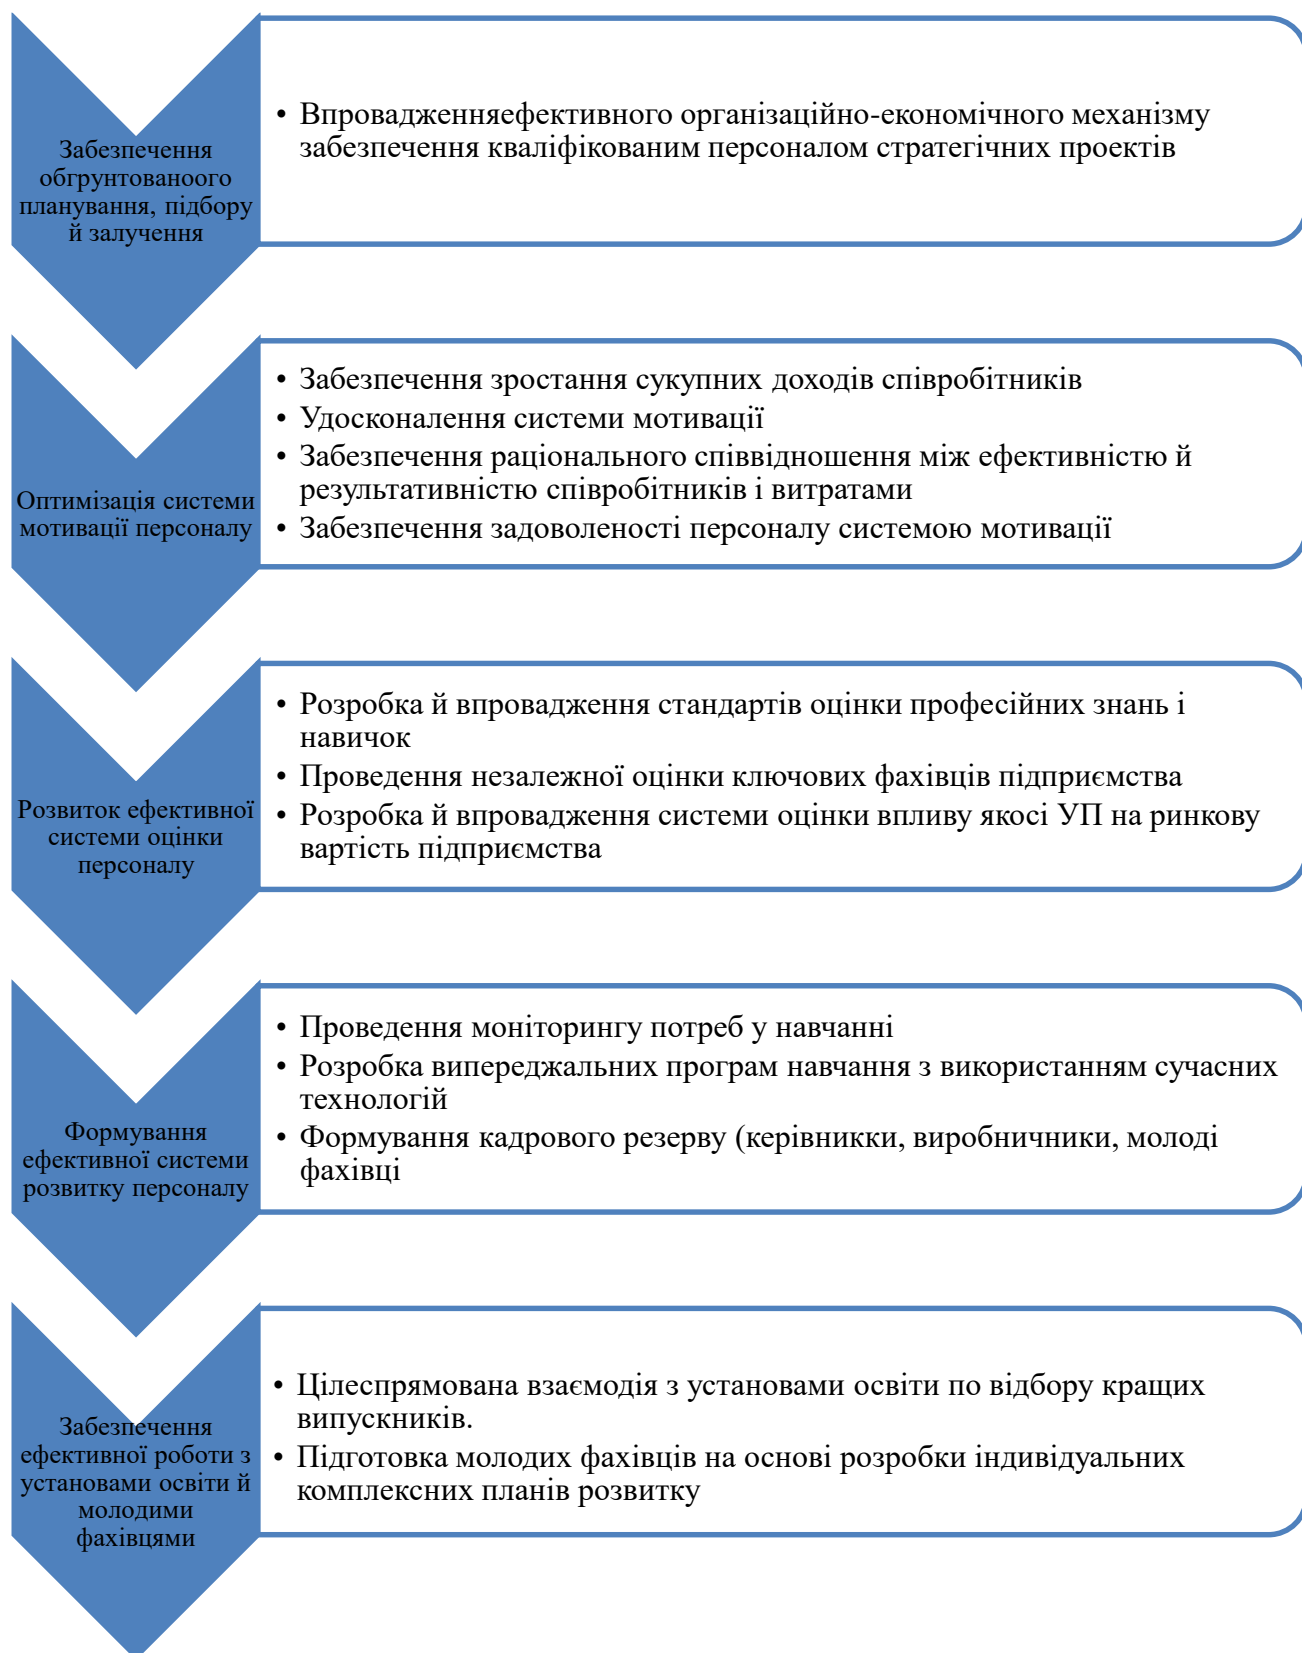 Забезпечення
обгрунтованоого
планування, підбору
й залучення
• Впровадженняефективного організаційно-економічного механізму
забезпечення кваліфікованим персоналом стратегічних проектів
Оптимізація системи
мотивації персоналу
• Забезпечення зростання сукупних доходів співробітників
• Удосконалення системи мотивації
• Забезпечення раціонального співвідношення між ефективністю й
результативністю співробітників і витратами
• Забезпечення задоволеності персоналу системою мотивації
Розвиток ефективної
системи оцінки
персоналу
• Розробка й впровадження стандартів оцінки професійних знань і
навичок
• Проведення незалежної оцінки ключових фахівців підприємства
• Розробка й впровадження системи оцінки впливу якосі УП на ринкову
вартість підприємства
Формування
ефективної системи
розвитку персоналу
• Проведення моніторингу потреб у навчанні
• Розробка випереджальних програм навчання з використанням сучасних
технологій
• Формування кадрового резерву (керівникки, виробничники, молоді
фахівці
Забезпечення
ефективної роботи з
установами освіти й
молодими
фахівцями
• Цілеспрямована взаємодія з установами освіти по відбору кращих
випускників.
• Підготовка молодих фахівців на основі розробки індивідуальних
комплексних планів розвитку